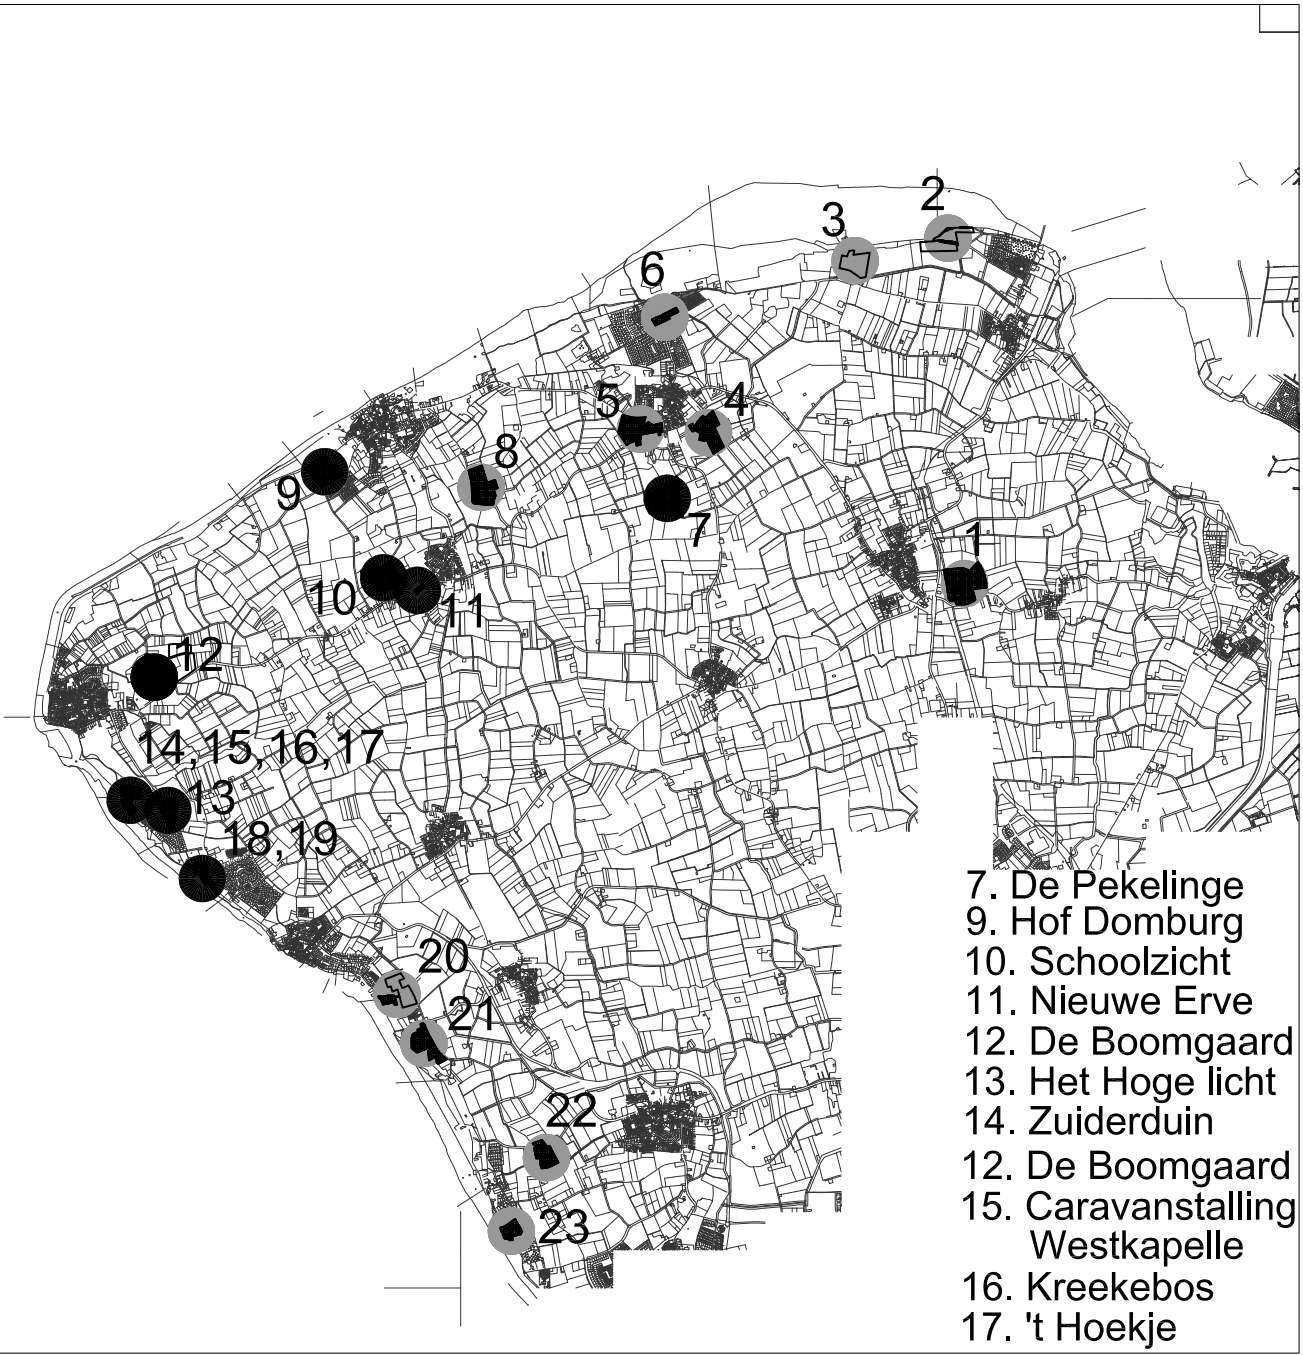 2
3
6
5
4
8
9
7
1
10
11
12
14,15,16,17
13
18,19
20
21
22
23
7. De Pekelinge
9. Hof Domburg
10. Schoolzicht
11. Nieuwe Erve
12. De Boomgaard
13. Het Hoge licht
14. Zuiderduin
12. De Boomgaard
15. Caravanstalling
Westkapelle
16. Kreekebos
17. 't Hoekje